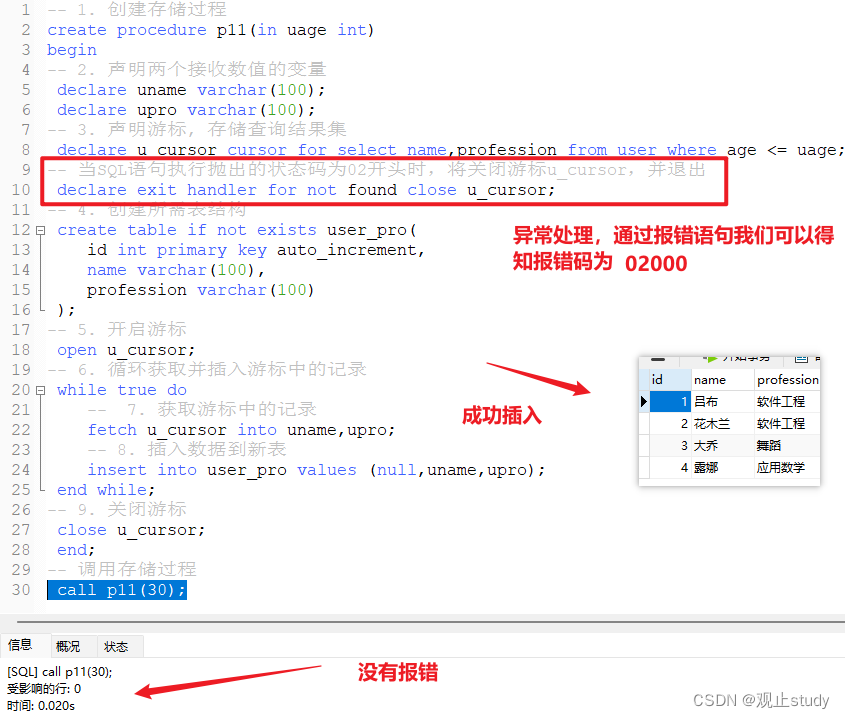 1 -- 1. 创建存储过程
2 create procedure p11(in uage int)
3 begin
4 -- 2. 声明两个接收数值的变量
5 declare uname varchar(100);
6 declare upro varchar(100);
7 -- 3. 声明游标, 存储查询结果集
8 declare u_cursor cursor for select name,profession from user where age <= uage;
9 -- 当SQL语句执行抛出的状态码为02开头时, 将关闭游标u_cursor, 并退出
10 declare exit handler for not found close u_cursor;
11 -- 4. 创建所需表结构
异常处理，通过报错语句我们可以得
知报错码为 02000
12 create table if not exists user_pro(
13 id int primary key auto_increment,
14 name varchar(100),
15 profession varchar(100)
16 );
17 -- 5. 开启游标
18 open u_cursor;
19 -- 6. 循环获取并插入游标中的记录
20 while true do
21 -- 7. 获取游标中的记录
22 fetch u_cursor into uname,upro;
23 -- 8. 插入数据到新表
24 insert into user_pro values (null,uname,upro);
25 end while;
26 -- 9. 关闭游标
27 close u_cursor;
28 end;
29 -- 调用存储过程
30 call p11(30);
成功插入
id name profession
1 吕布 软件工程
2 花木兰 软件工程
3 大乔 舞蹈
4 露娜 应用数学
信息 概况 状态
[SQL] call p11(30);
受影响的行: 0
时间: 0.020s
没有报错
CSDN @观止study